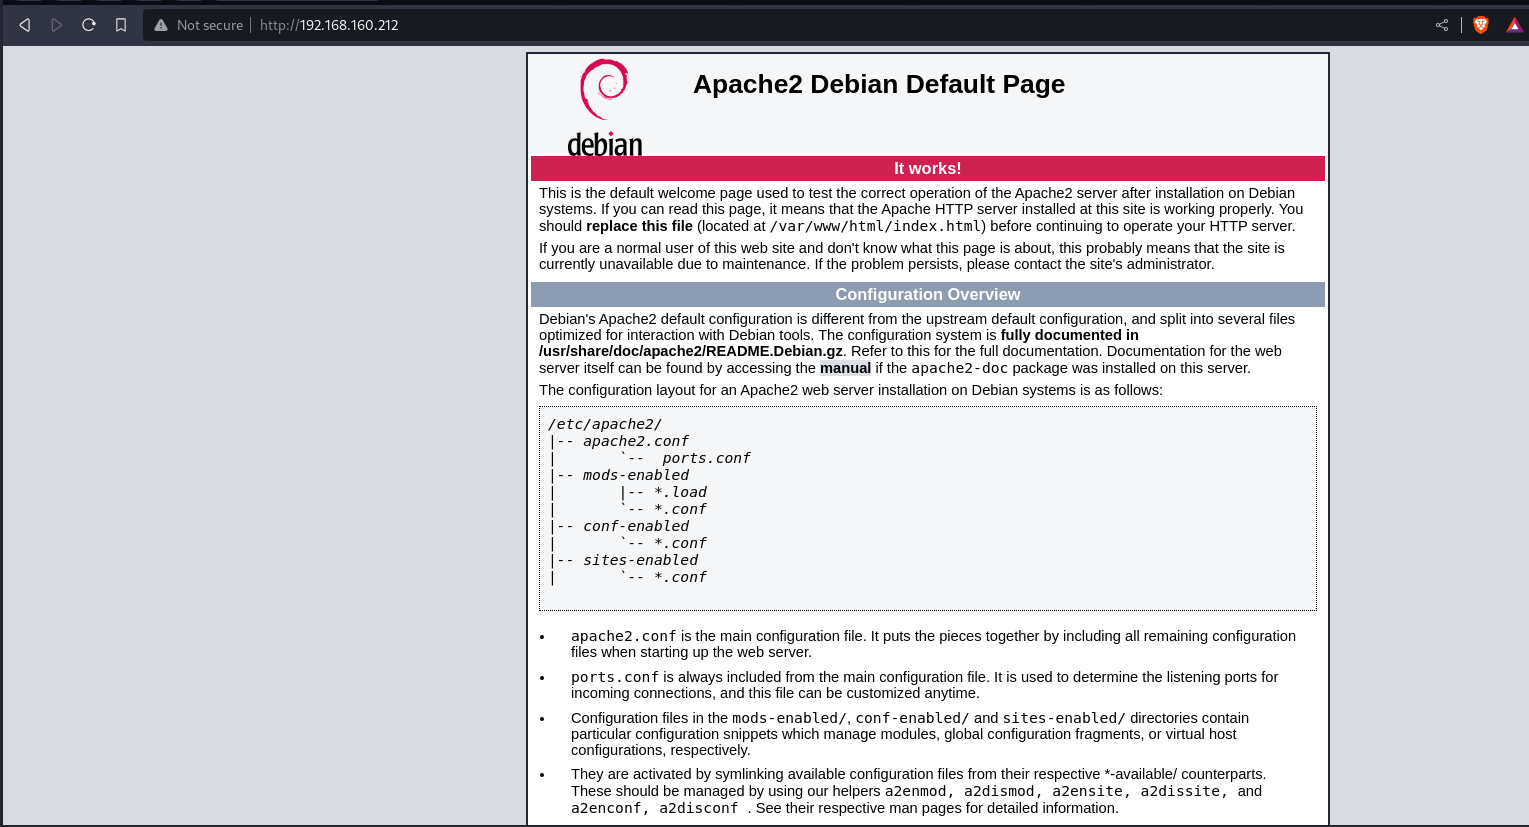 Not secure | http://192.168.160.212
Apache2 Debian Default Page
debian
It works!
This is the default welcome page used to test the correct operation of the Apache2 server after installation on Debian
systems. If you can read this page, it means that the Apache HTTP server installed at this site is working properly. You
should replace this file (located at /var/www/html/index.html) before continuing to operate your HTTP server.
If you are a normal user of this web site and don't know what this page is about, this probably means that the site is
currently unavailable due to maintenance. If the problem persists, please contact the site's administrator.
Configuration Overview
Debian's Apache2 default configuration is different from the upstream default configuration, and split into several files
optimized for interaction with Debian tools. The configuration system is fully documented in
/usr/share/doc/apache2/README.Debian.gz. Refer to this for the full documentation. Documentation for the web
server itself can be found by accessing the manual if the apache2-doc package was installed on this server.
The configuration layout for an Apache2 web server installation on Debian systems is as follows:
/etc/apache2/
|-- apache2.conf
|       `--  ports.conf
|-- mods-enabled
|       |-- *.load
|       `-- *.conf
|-- conf-enabled
|       `-- *.conf
|-- sites-enabled
|       `-- *.conf
• apache2.conf is the main configuration file. It puts the pieces together by including all remaining configuration
files when starting up the web server.
• ports.conf is always included from the main configuration file. It is used to determine the listening ports for
incoming connections, and this file can be customized anytime.
• Configuration files in the mods-enabled/, conf-enabled/ and sites-enabled/ directories contain
particular configuration snippets which manage modules, global configuration fragments, or virtual host
configurations, respectively.
• They are activated by symlinking available configuration files from their respective *-available/ counterparts.
These should be managed by using our helpers a2enmod, a2dismod, a2ensite, a2dissite, and
a2enconf, a2disconf . See their respective man pages for detailed information.